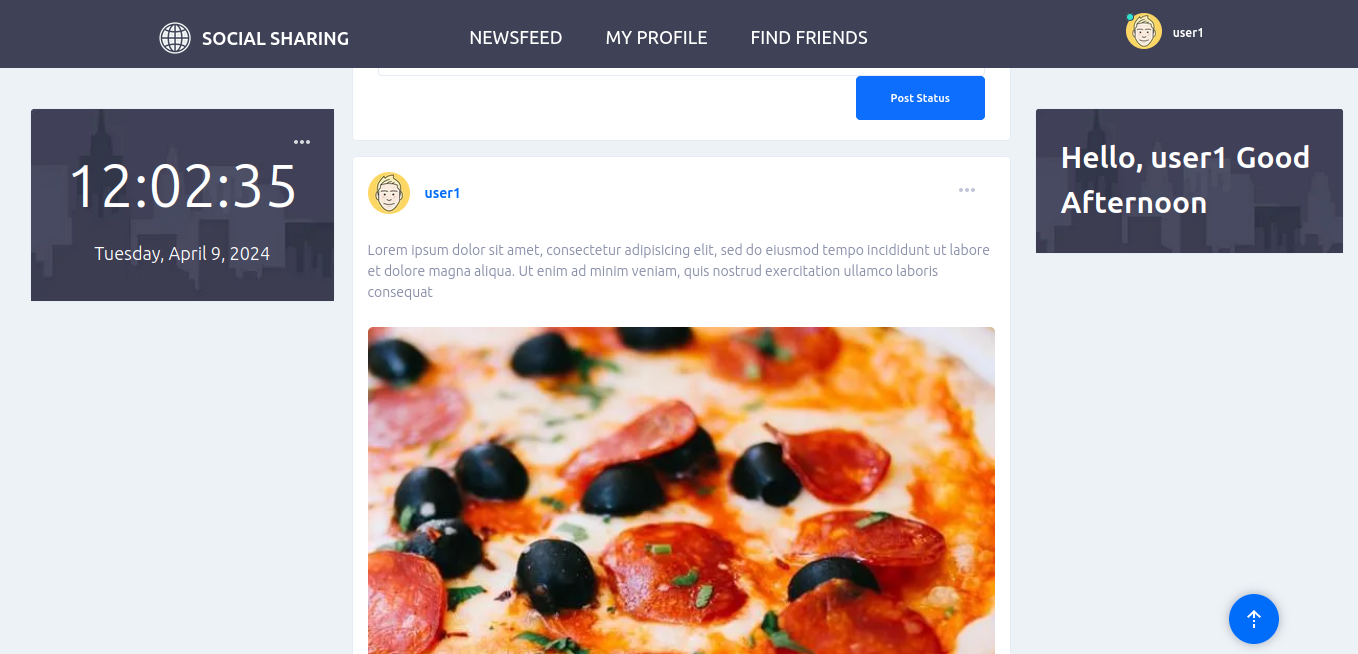 SOCIAL SHARING
NEWSFEED
MY PROFILE
FIND FRIENDS
user1
Post Status
12:02:35
Tuesday, April 9, 2024
user1
Lorem ipsum dolor sit amet, consectetur adipisicing elit, sed do eiusmod tempo incididunt ut labore
et dolore magna aliqua. Ut enim ad minim veniam, quis nostrud exercitation ullamco laboris
consequat
Hello, user1 Good
Afternoon